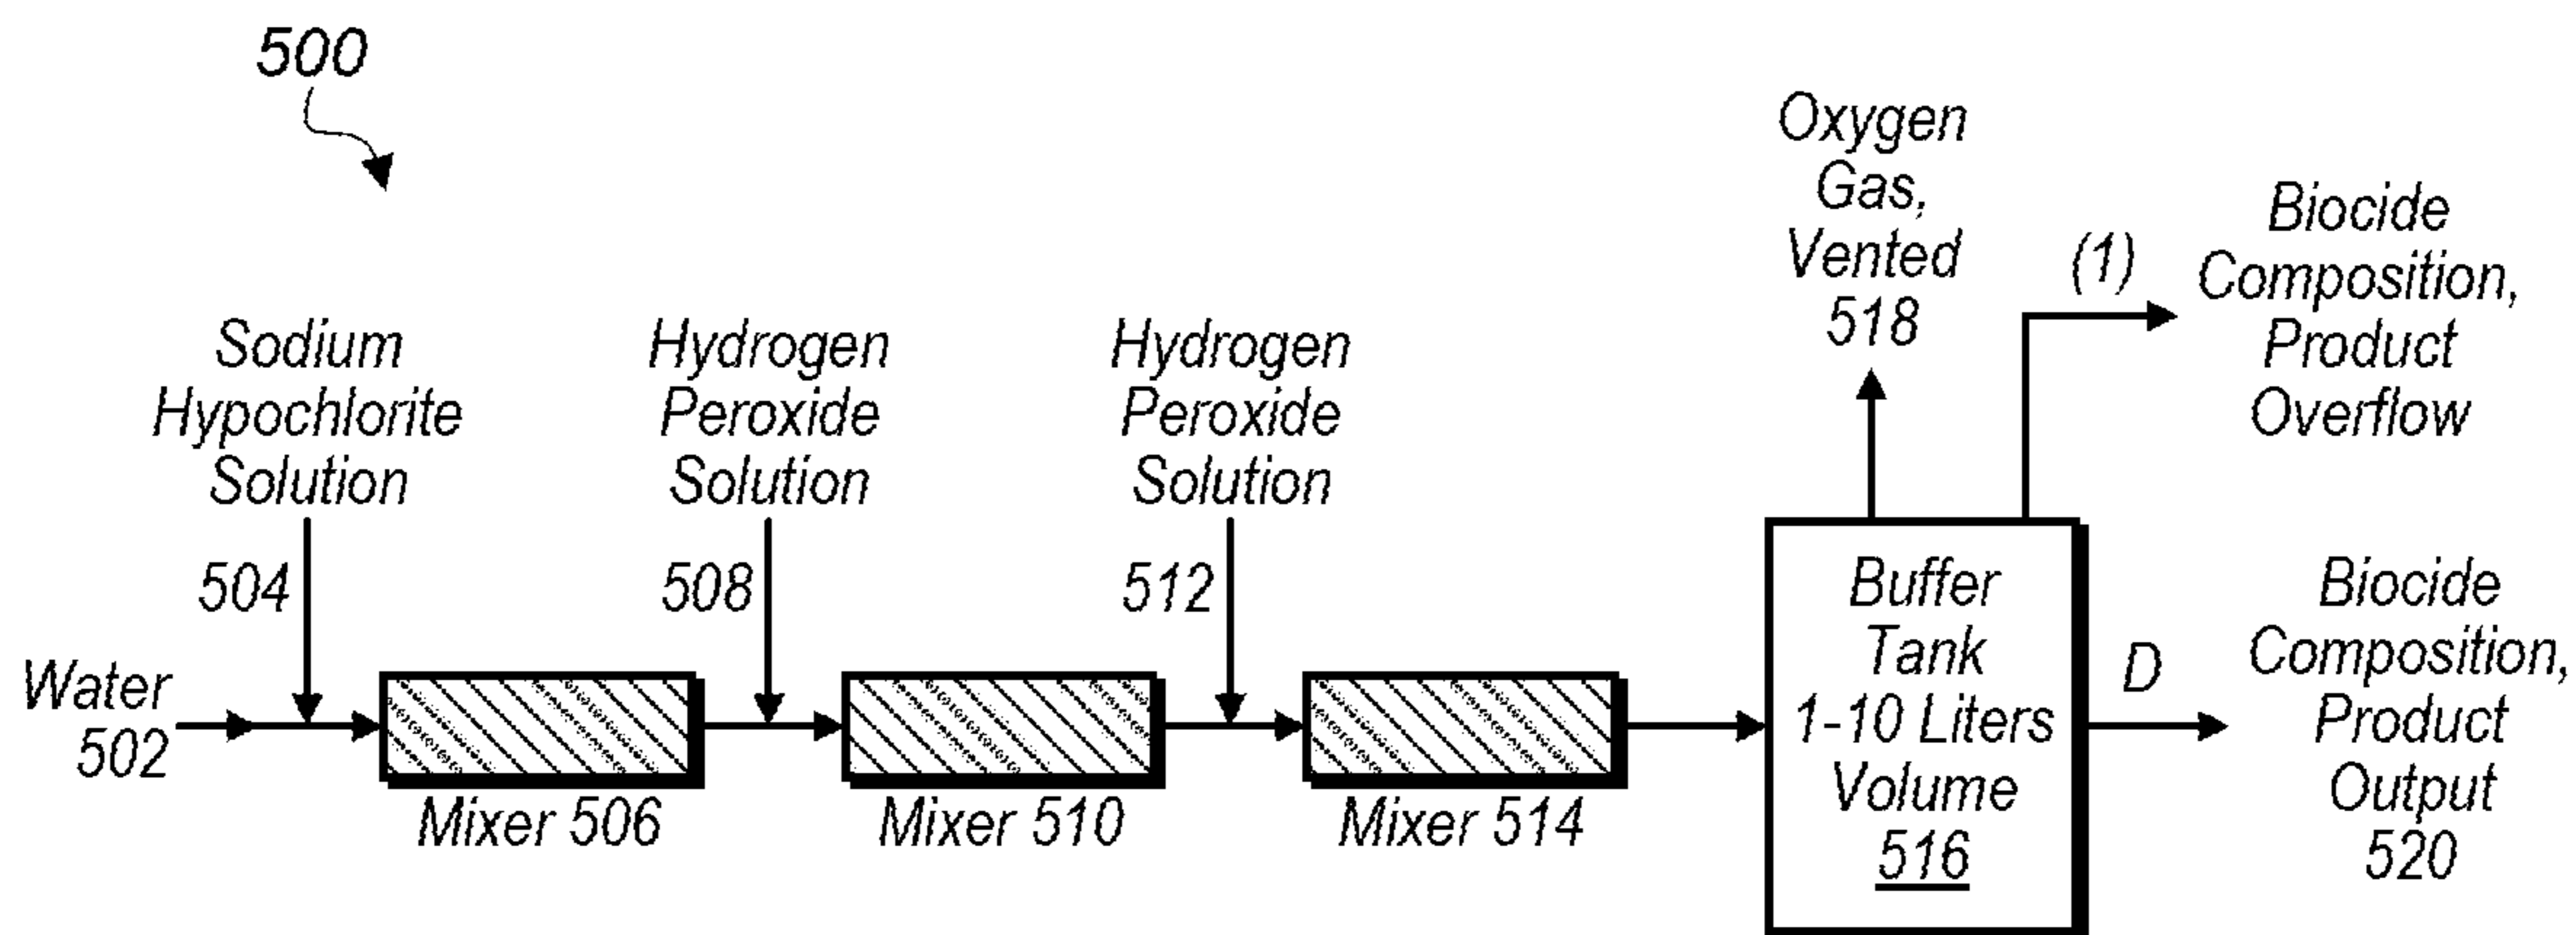 500
Oxygen
Gas,
Vented
518
(1)
Biocide
Composition,
Product
Overflow
Sodium
Hypochlorite
Solution
504
Hydrogen
Peroxide
Solution
508
Hydrogen
Peroxide
Solution
512
Water
502
Mixer 506
Mixer 510
Mixer 514
Buffer
Tank
1-10 Liters
Volume
516
D
Biocide
Composition,
Product
Output
520